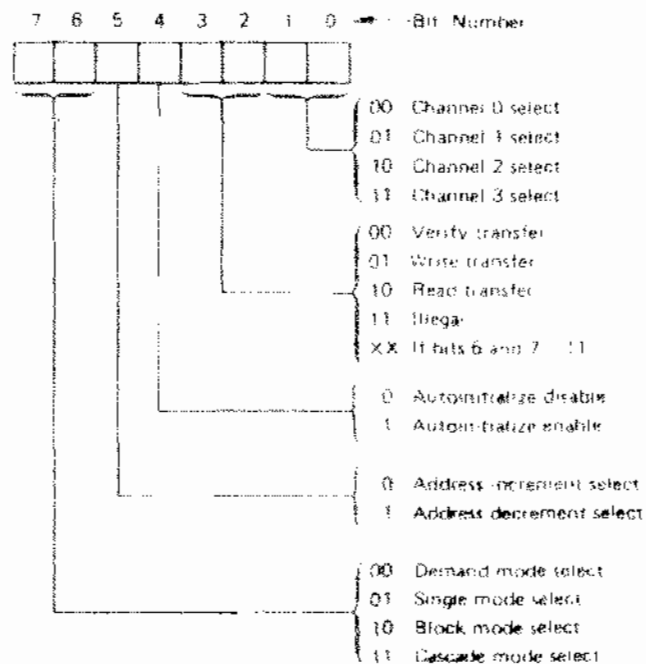 7 6 5 4 3 2 1 0 Bit Number
00 Channel 0 select
01 Channel 1 select
10 Channel 2 select
11 Channel 3 select
00 Verify transfer
01 Write transfer
10 Read transfer
11 Illegal
XX If bits 6 and 7 11
0 Autoinitialize disable
1 Autoinitialize enable
0 Address increment select
1 Address decrement select
00 Demand mode select
01 Single mode select
10 Block mode select
11 Cascade mode select